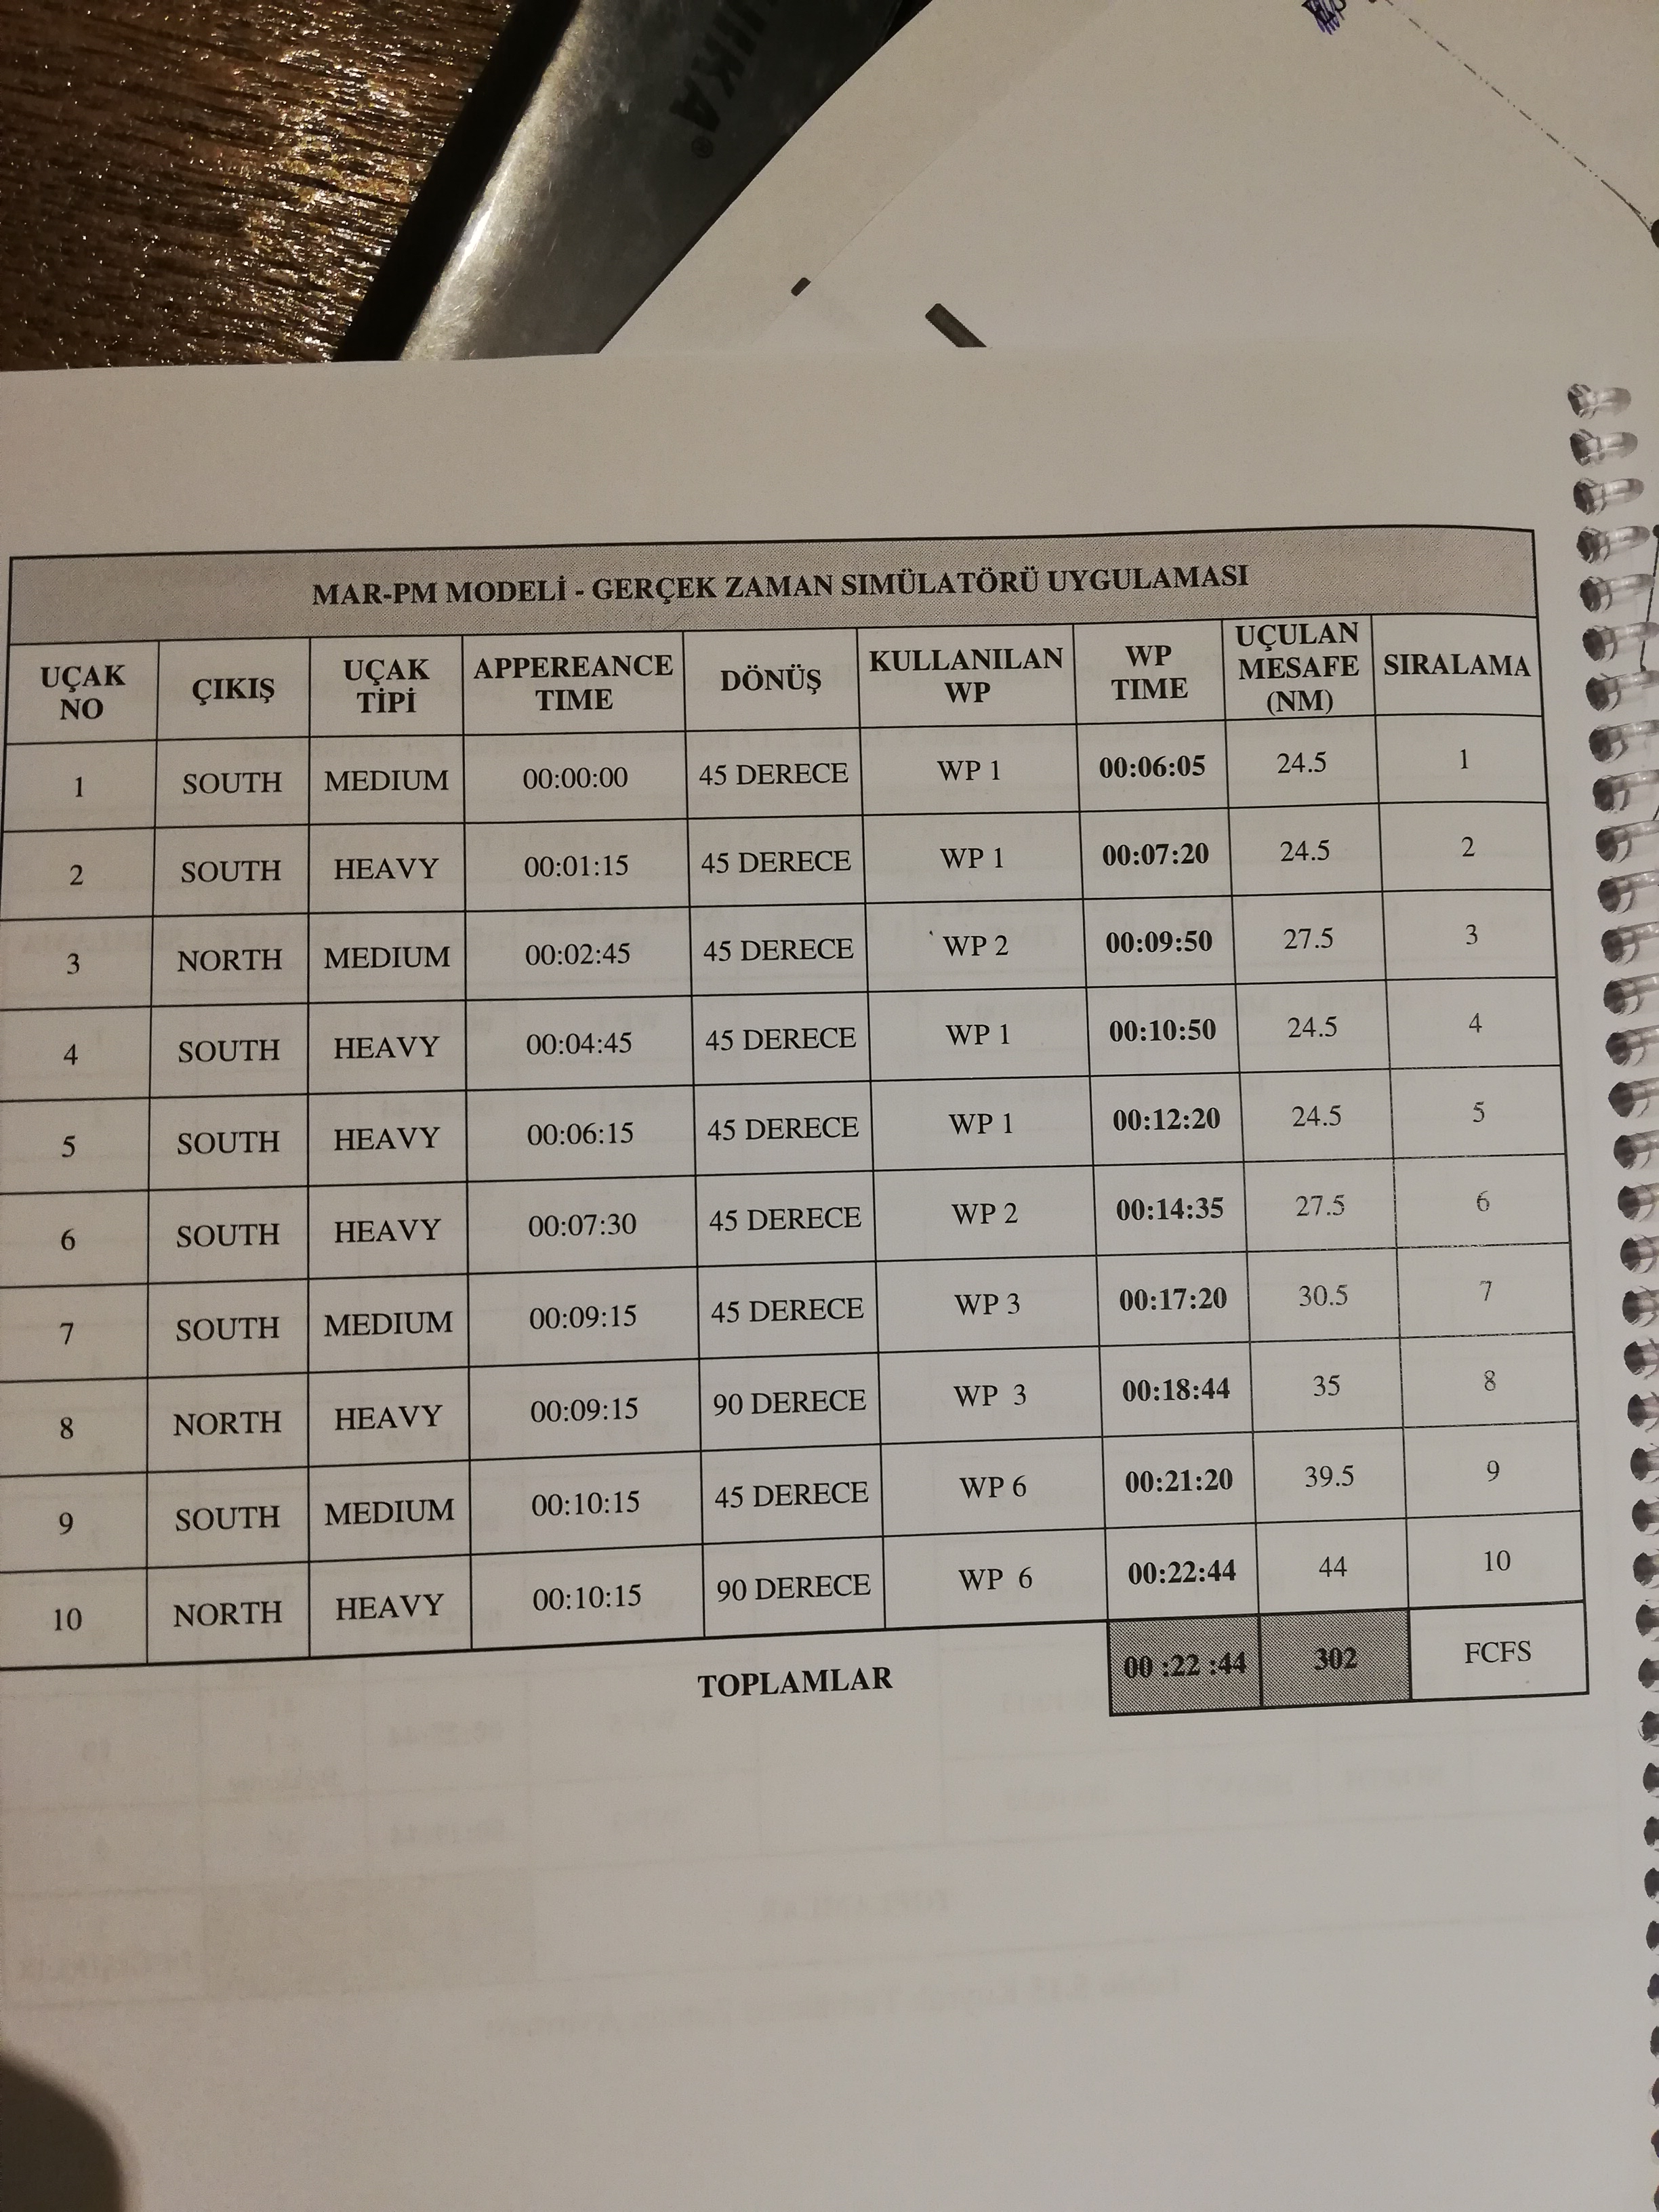 UKA®
MAR-PM MODELİ - GERÇEK ZAMAN SIMÜLATÖRÜ UYGULAMASI
UÇAK NO ÇIKIŞ UÇAK TİPİ APPEREANCE TIME DÖNÜŞ KULLANILAN WP WP TIME UÇULAN MESAFE (NM) SIRALAMA
1 SOUTH MEDIUM 00:00:00 45 DERECE WP 1 00:06:05 24.5 1
2 SOUTH HEAVY 00:01:15 45 DERECE WP 1 00:07:20 24.5 2
3 NORTH MEDIUM 00:02:45 45 DERECE WP 2 00:09:50 27.5 3
4 SOUTH HEAVY 00:04:45 45 DERECE WP 1 00:10:50 24.5 4
5 SOUTH HEAVY 00:06:15 45 DERECE WP 1 00:12:20 24.5 5
6 SOUTH HEAVY 00:07:30 45 DERECE WP 2 00:14:35 27.5 6
7 SOUTH MEDIUM 00:09:15 45 DERECE WP 3 00:17:20 30.5 7
8 NORTH HEAVY 00:09:15 90 DERECE WP 3 00:18:44 35 8
9 SOUTH MEDIUM 00:10:15 45 DERECE WP 6 00:21:20 39.5 9
10 NORTH HEAVY 00:10:15 90 DERECE WP 6 00:22:44 44 10
TOPLAMLAR 00 :22 :44 302 FCFS